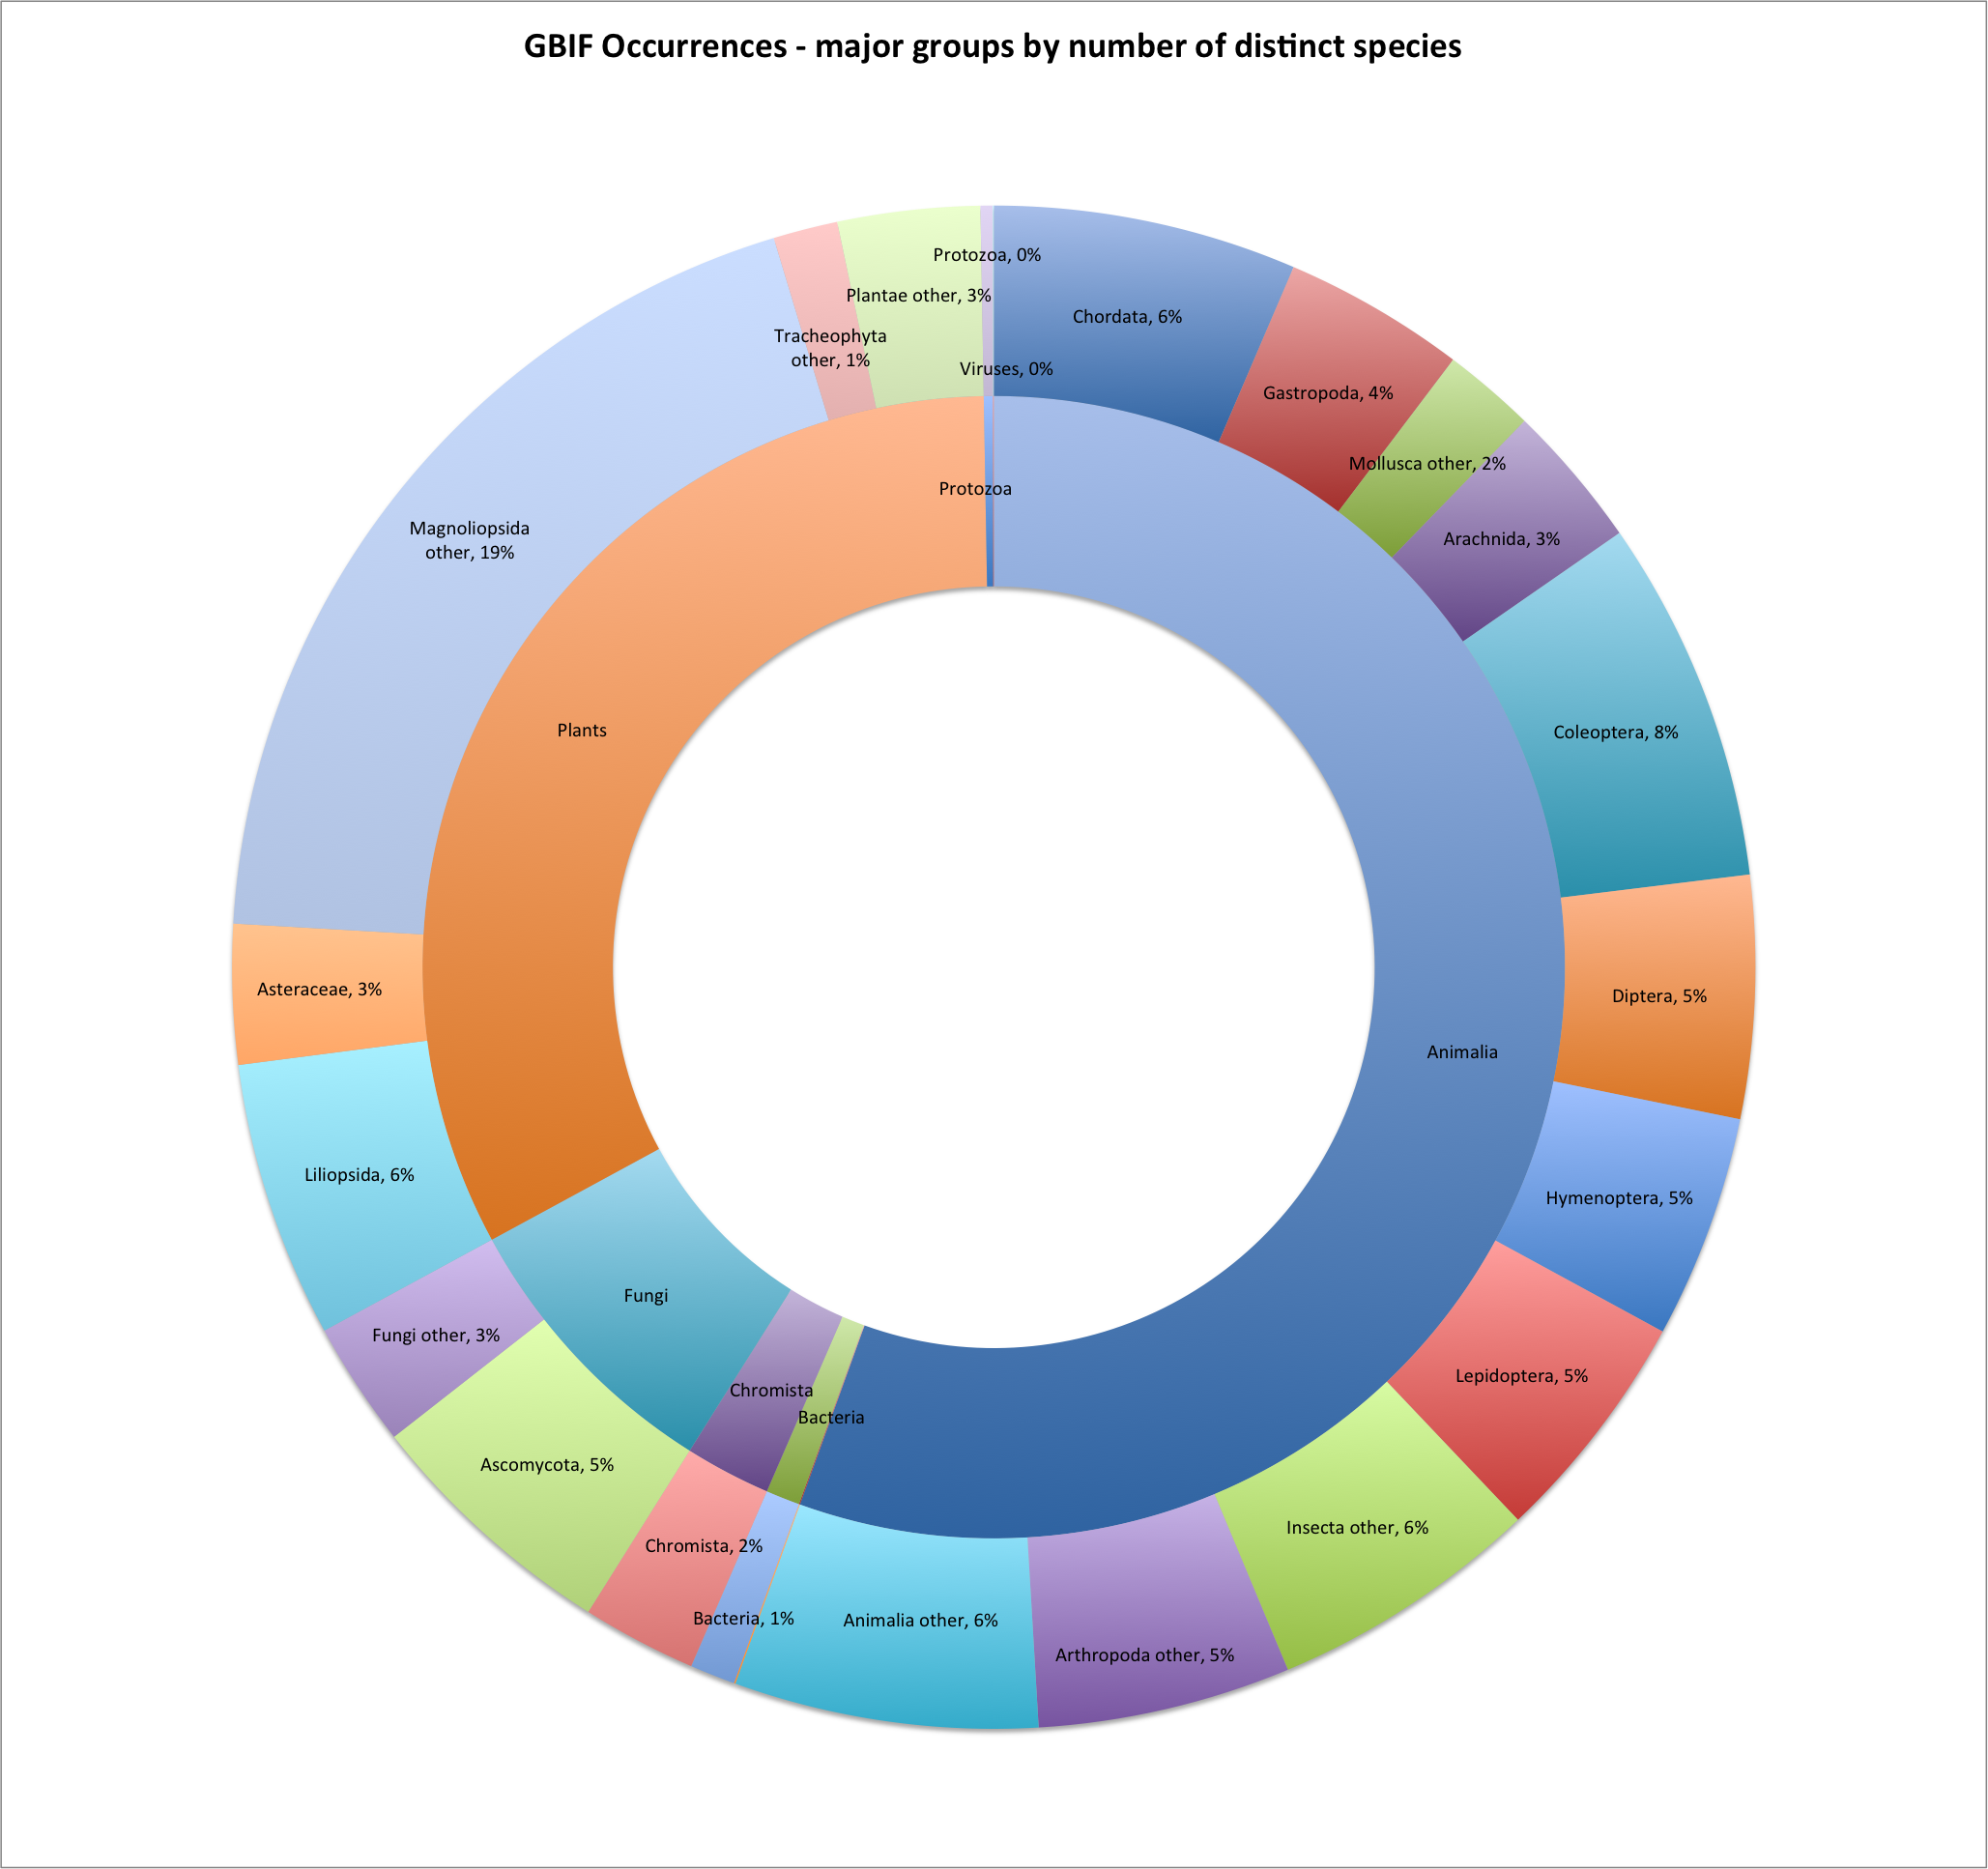 GBIF Occurrences - major groups by number of distinct species
Protozoa, 0%
Plantae other, 3%
Chordata, 6%
Tracheophyta
other, 1%
Viruses, 0%
Gastropoda, 4%
Mollusca other, 2%
Protozoa
Magnoliopsida
other, 19%
Arachnida, 3%
Plants
Coleoptera, 8%
Asteraceae, 3%
Diptera, 5%
Animalia
Liliopsida, 6%
Hymenoptera, 5%
Fungi
Fungi other, 3%
Lepidoptera, 5%
Chromista
Bacteria
Ascomycota, 5%
Insecta other, 6%
Chromista, 2%
Bacteria, 1%
Animalia other, 6%
Arthropoda other, 5%